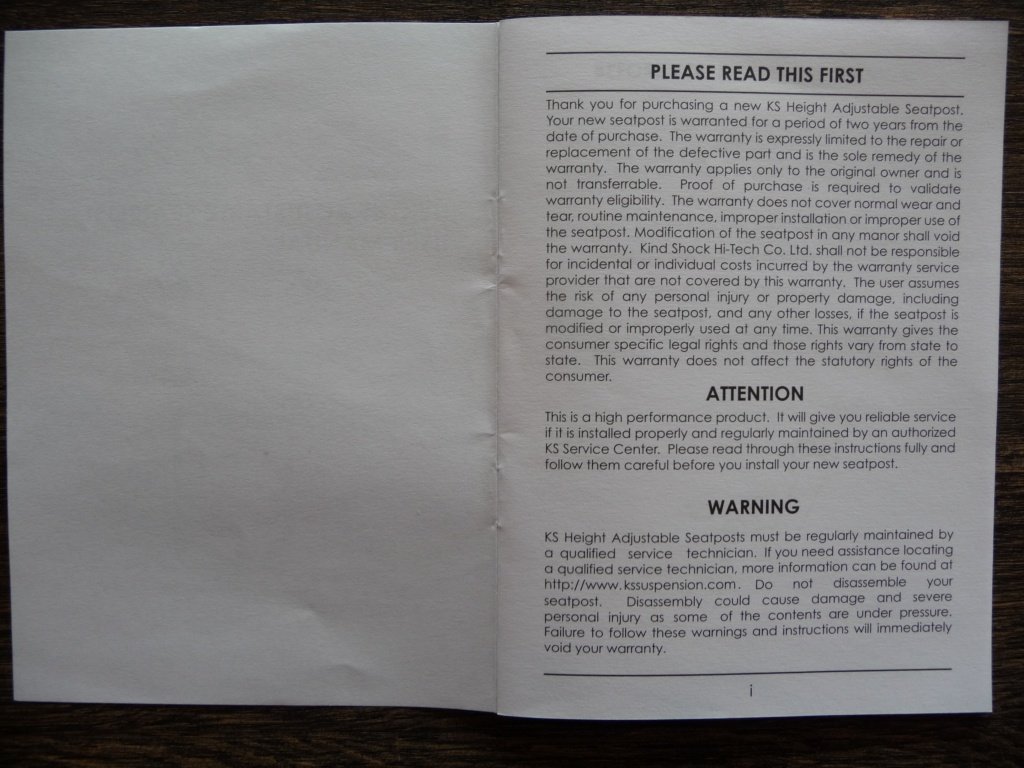 PLEASE READ THIS FIRST
Thank you for purchasing a new KS Height Adjustable Seatpost.
Your new seatpost is warranted for a period of two years from the
date of purchase. The warranty is expressly limited to the repair or
replacement of the defective part and is the sole remedy of the
warranty. The warranty applies only to the original owner and is
not transferrable. Proof of purchase is required to validate
warranty eligibility. The warranty does not cover normal wear and
tear, routine maintenance, improper installation or improper use of
the seatpost. Modification of the seatpost in any manor shall void
the warranty. Kind Shock Hi-Tech Co. Ltd. shall not be responsible
for incidental or individual costs incurred by the warranty service
provider that are not covered by this warranty. The user assumes
the risk of any personal injury or property damage, including
damage to the seatpost, and any other losses, if the seatpost is
modified or improperly used at any time. This warranty gives the
consumer specific legal rights and those rights vary from state to
state. This warranty does not affect the statutory rights of the
consumer.
ATTENTION
This is a high performance product. It will give you reliable service
if it is installed properly and regularly maintained by an authorized
KS Service Center. Please read through these instructions fully and
follow them careful before you install your new seatpost.
WARNING
KS Height Adjustable Seatposts must be regularly maintained by
a qualified service technician. If you need assistance locating
a qualified service technician, more information can be found at
http://www.kssuspension.com. Do not disassemble your
seatpost. Disassembly could cause damage and severe
personal injury as some of the contents are under pressure.
Failure to follow these warnings and instructions will immediately
void your warranty.
i